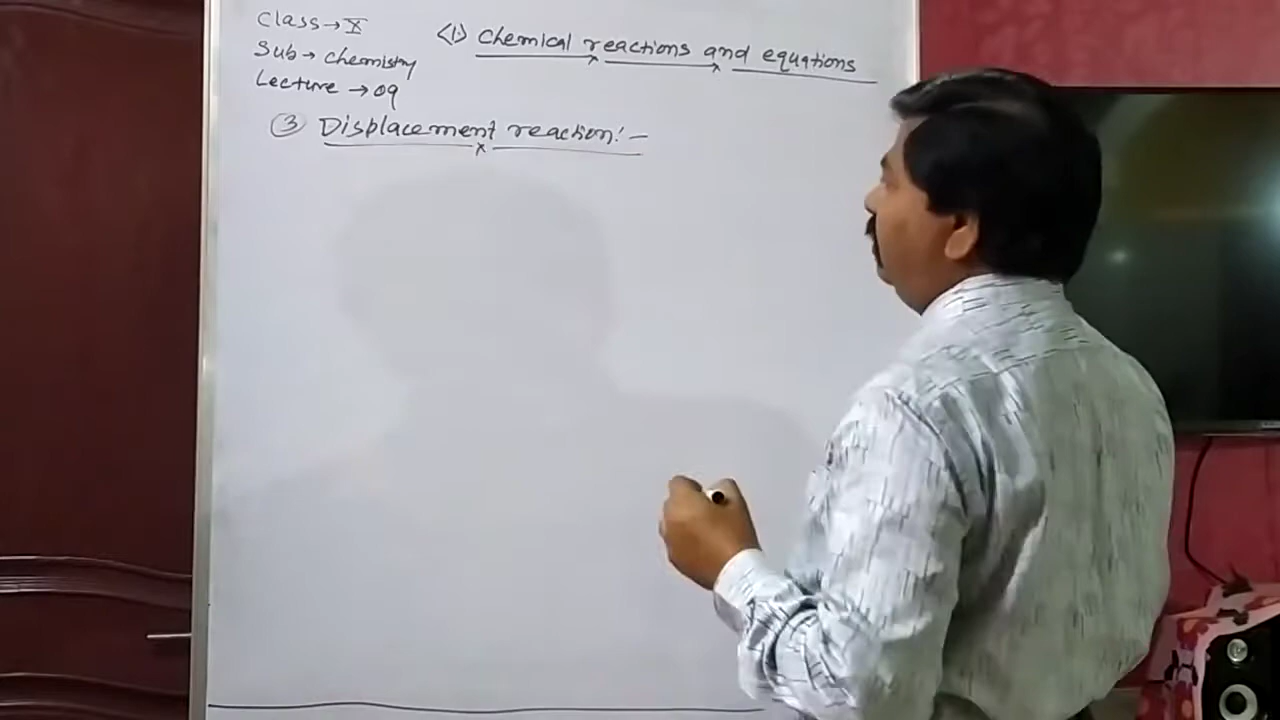 Class→X
<1> Chemical reactions and equations
Sub→ chemistry
Lecture →09
③ Displacement reaction:-